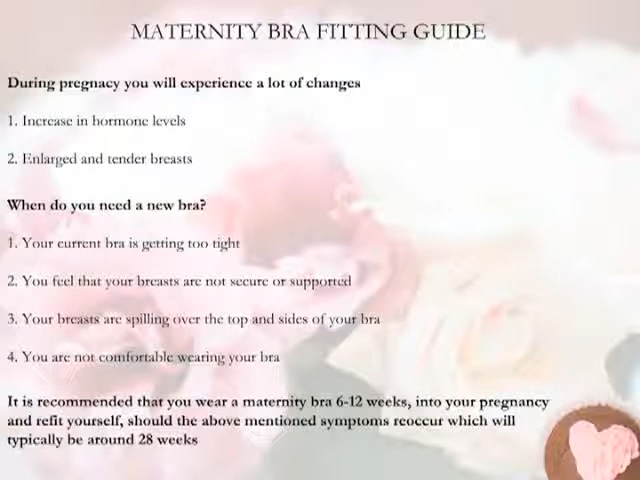 MATERNITY BRA FITTING GUIDE
During pregnacy you will experience a lot of changes
1. Increase in hormone levels
2. Enlarged and tender breasts
When do you need a new bra?
1. Your current bra is getting too tight
2. You feel that your breasts are not secure or supported
3. Your breasts are spilling over the top and sides of your bra
4. You are not comfortable wearing your bra
It is recommended that you wear a maternity bra 6-12 weeks, into your pregnancy
and refit yourself, should the above mentioned symptoms reoccur which will
typically be around 28 weeks